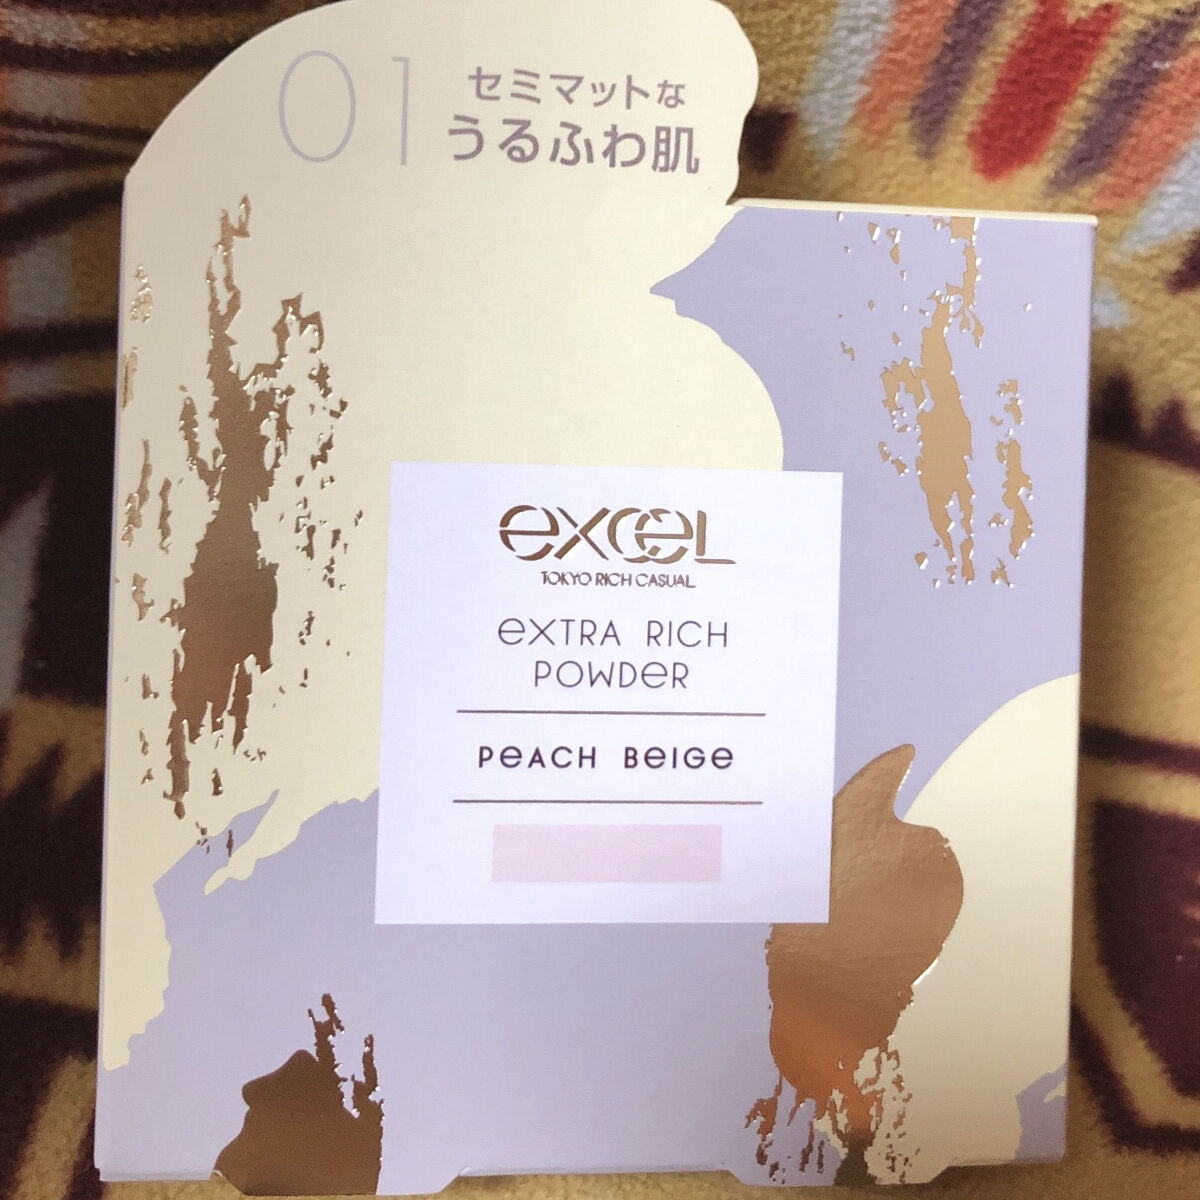 01
セミマットな
うるふわ肌
excel
TOKYO RICH CASUAL
EXTRA RICH
POWDER
PEACH BEIGE